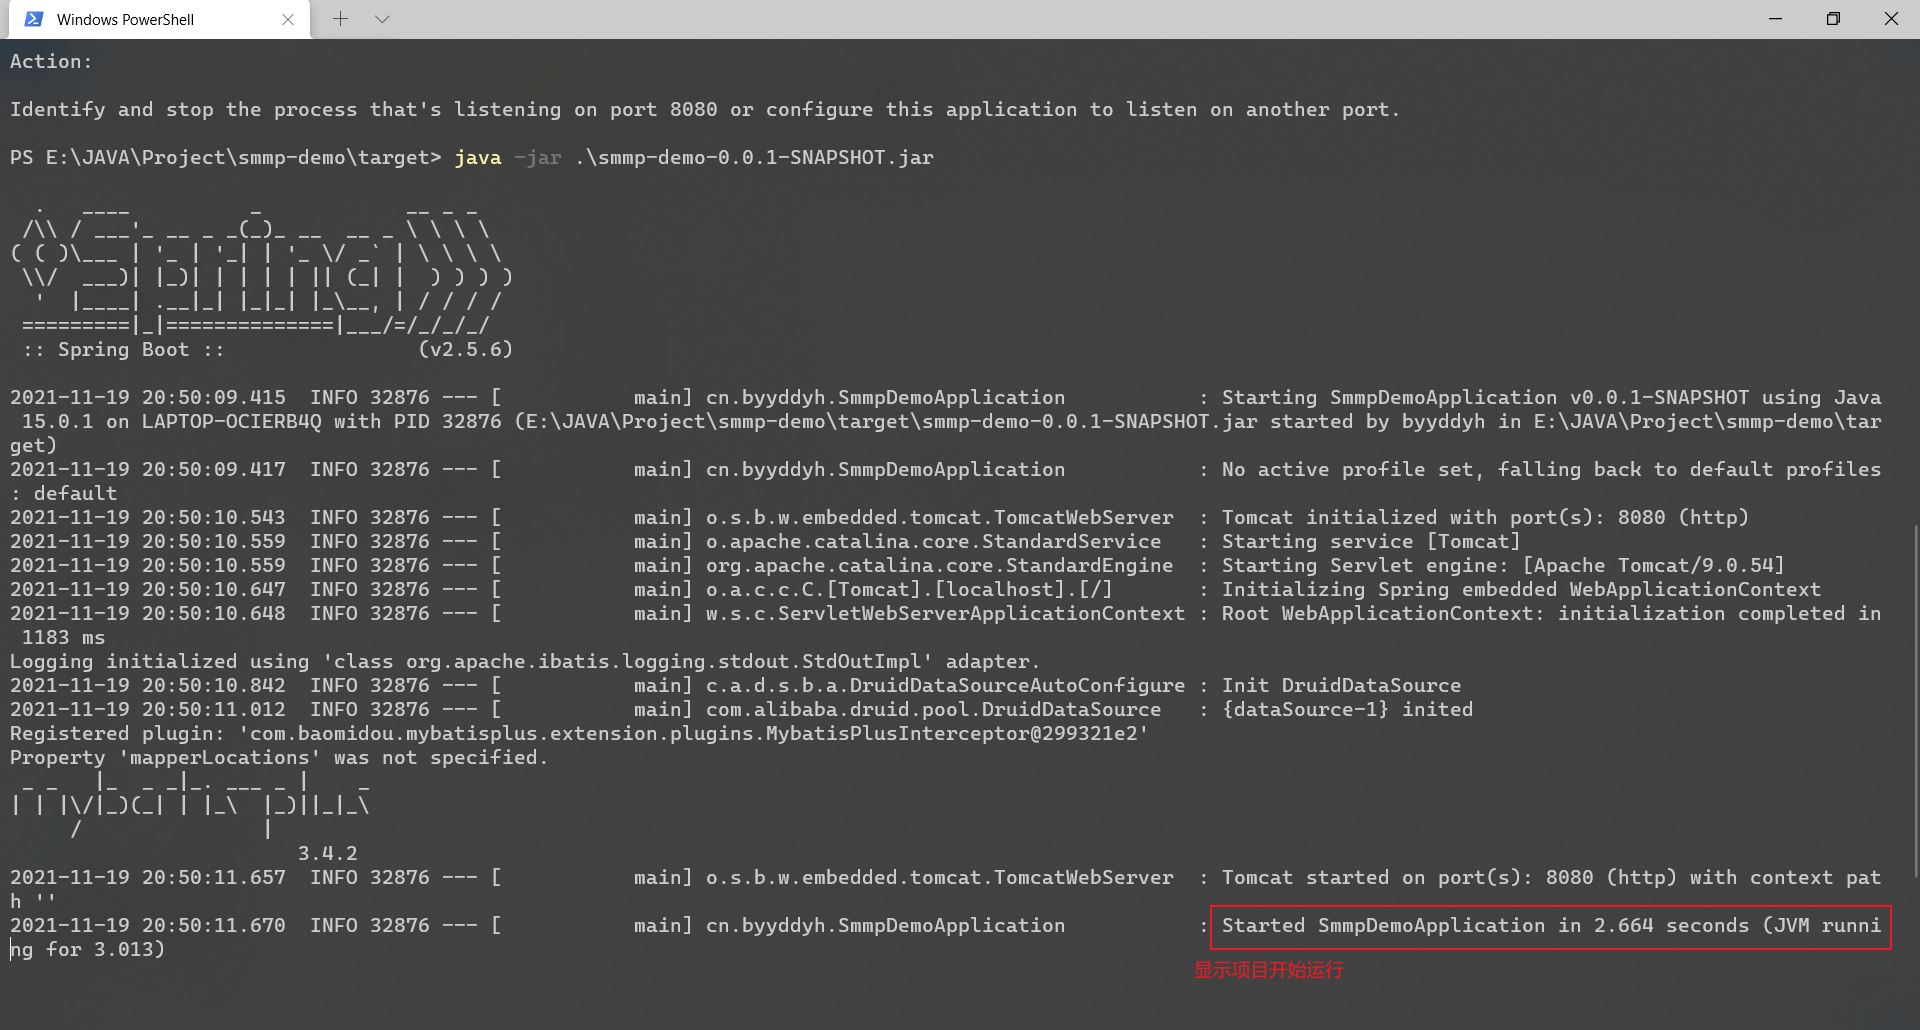 Windows PowerShell
Action:
Identify and stop the process that's listening on port 8080 or configure this application to listen on another port.
PS E:\JAVA\Project\smmp-demo\target> java -jar .\smmp-demo-0.0.1-SNAPSHOT.jar
  .   ____          _            __ _ _
 /\\ / ___'_ __ _ _(_)_ __  __ _ \ \ \ \
( ( )\___ | '_ | '_| | '_ \/ _` | \ \ \ \
 \\/  ___)| |_)| | | | | || (_| |  ) ) ) )
  '  |____| .__|_| |_|_| |_\__, | / / / /
 =========|_|==============|___/=/_/_/_/
 :: Spring Boot ::                (v2.5.6)
2021-11-19 20:50:09.415  INFO 32876 --- [           main] cn.byyddyh.SmmpDemoApplication           : Starting SmmpDemoApplication v0.0.1-SNAPSHOT using Java
 15.0.1 on LAPTOP-OCIERB4Q with PID 32876 (E:\JAVA\Project\smmp-demo\target\smmp-demo-0.0.1-SNAPSHOT.jar started by byyddyh in E:\JAVA\Project\smmp-demo\tar
get)
2021-11-19 20:50:09.417  INFO 32876 --- [           main] cn.byyddyh.SmmpDemoApplication           : No active profile set, falling back to default profiles
: default
2021-11-19 20:50:10.543  INFO 32876 --- [           main] o.s.b.w.embedded.tomcat.TomcatWebServer  : Tomcat initialized with port(s): 8080 (http)
2021-11-19 20:50:10.559  INFO 32876 --- [           main] o.apache.catalina.core.StandardService   : Starting service [Tomcat]
2021-11-19 20:50:10.559  INFO 32876 --- [           main] org.apache.catalina.core.StandardEngine  : Starting Servlet engine: [Apache Tomcat/9.0.54]
2021-11-19 20:50:10.647  INFO 32876 --- [           main] o.a.c.c.C.[Tomcat].[localhost].[/]       : Initializing Spring embedded WebApplicationContext
2021-11-19 20:50:10.648  INFO 32876 --- [           main] w.s.c.ServletWebServerApplicationContext : Root WebApplicationContext: initialization completed in
 1183 ms
Logging initialized using 'class org.apache.ibatis.logging.stdout.StdOutImpl' adapter.
2021-11-19 20:50:10.842  INFO 32876 --- [           main] c.a.d.s.b.a.DruidDataSourceAutoConfigure : Init DruidDataSource
2021-11-19 20:50:11.012  INFO 32876 --- [           main] com.alibaba.druid.pool.DruidDataSource   : {dataSource-1} inited
Registered plugin: 'com.baomidou.mybatisplus.extension.plugins.MybatisPlusInterceptor@299321e2'
Property 'mapperLocations' was not specified.
 _ _   |_  _ _|_. ___ _ |    _
| | |\/|_)(_| | |_\  |_)||_|_\
     /               |
                        3.4.2
2021-11-19 20:50:11.657  INFO 32876 --- [           main] o.s.b.w.embedded.tomcat.TomcatWebServer  : Tomcat started on port(s): 8080 (http) with context pat
h ''
2021-11-19 20:50:11.670  INFO 32876 --- [           main] cn.byyddyh.SmmpDemoApplication           : Started SmmpDemoApplication in 2.664 seconds (JVM runni
ng for 3.013)
显示项目开始运行